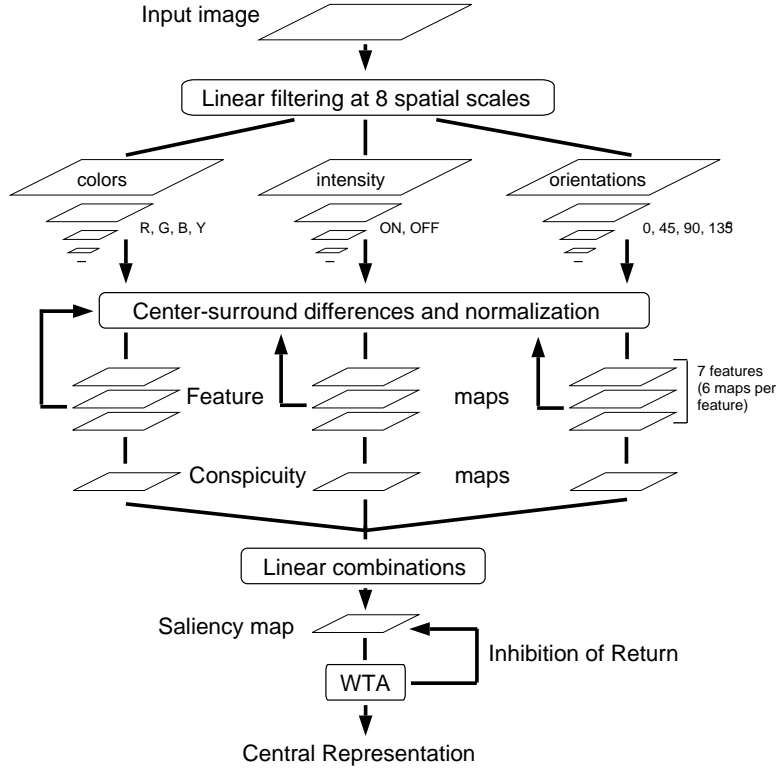 Input image
Linear filtering at 8 spatial scales
colors
intensity
orientations
R, G, B, Y
ON, OFF
0, 45, 90, 135°
Center-surround differences and normalization
Feature maps
7 features
(6 maps per
feature)
Conspicuity maps
Linear combinations
Saliency map
Inhibition of Return
WTA
Central Representation